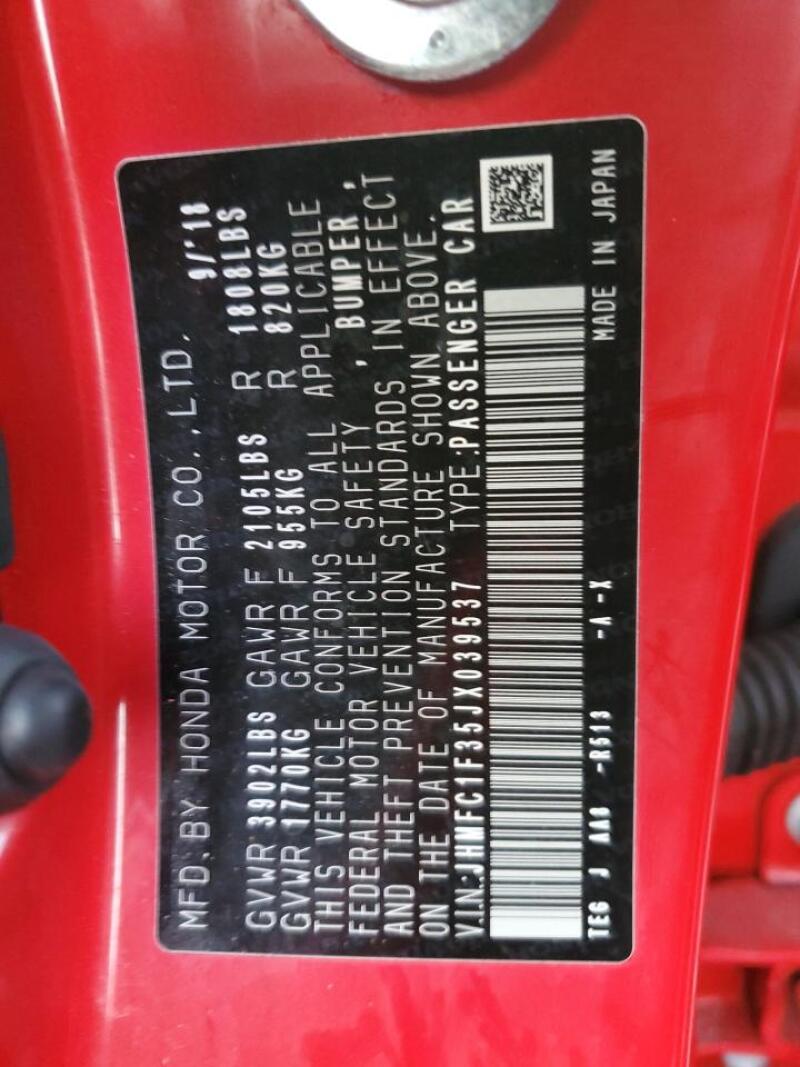 MFD. BY HONDA MOTOR CO., LTD. 9/'18
GVWR 3902LBS GAWR F 2105LBS R 1808LBS
GVWR 1770KG GAWR F 955KG R 820KG
THIS VEHICLE CONFORMS TO ALL APPLICABLE
FEDERAL MOTOR VEHICLE SAFETY , BUMPER,
AND THEFT PREVENTION STANDARDS IN EFFECT
ON THE DATE OF MANUFACTURE SHOWN ABOVE.
V.I.N.:JHMFC1F35JX039537 TYPE:PASSENGER CAR
TEG J AA0 -R513 -A -X MADE IN JAPAN